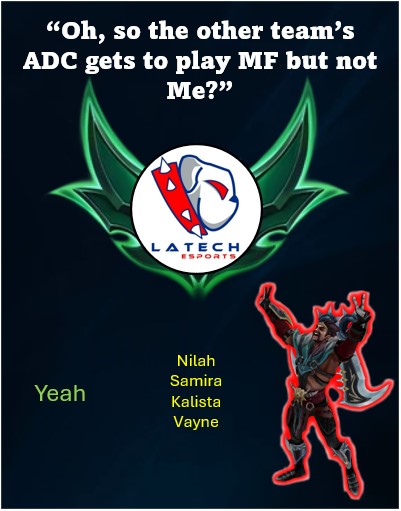 “Oh, so the other team’s
ADC gets to play MF but not
Me?”
LATECH
ESPORTS
Nilah
Samira
Kalista
Vayne
Yeah